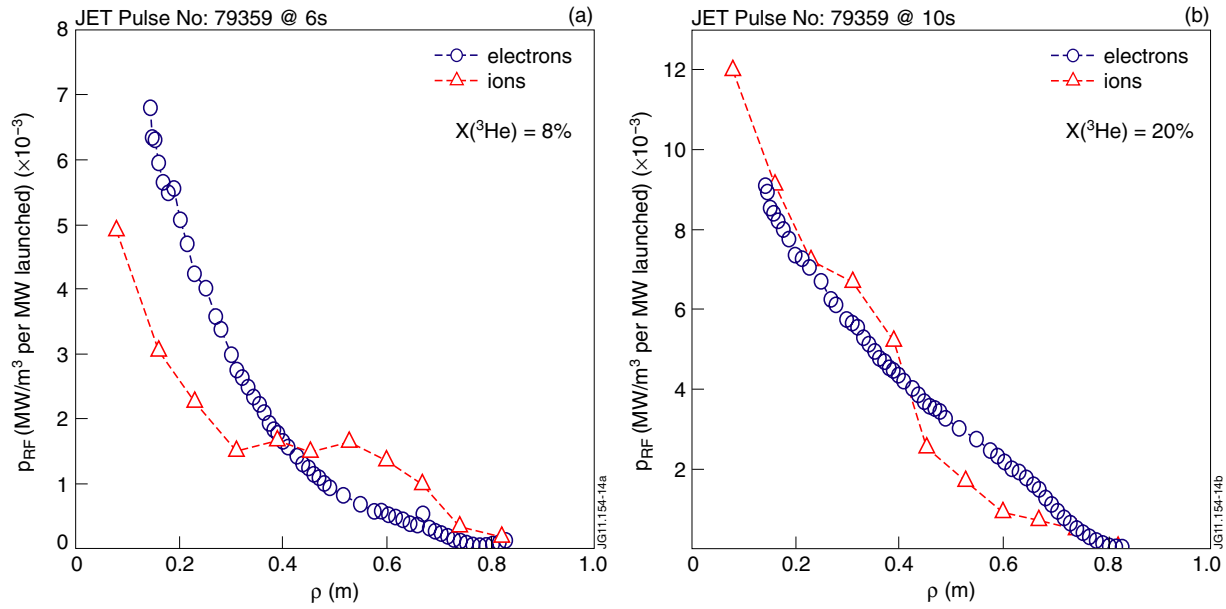 JET Pulse No: 79359 @ 6s
(a)
8
7
6
5
4
3
2
1
0
0
0.2
0.4
0.6
0.8
1.0
pRF (MW/m³ per MW launched) (×10⁻³)
ρ (m)
electrons
ions
X(³He) = 8%
JG11.154-14a
JET Pulse No: 79359 @ 10s
(b)
12
10
8
6
4
2
0
0.2
0.4
0.6
0.8
1.0
pRF (MW/m³ per MW launched) (×10⁻³)
ρ (m)
electrons
ions
X(³He) = 20%
JG11.154-14b